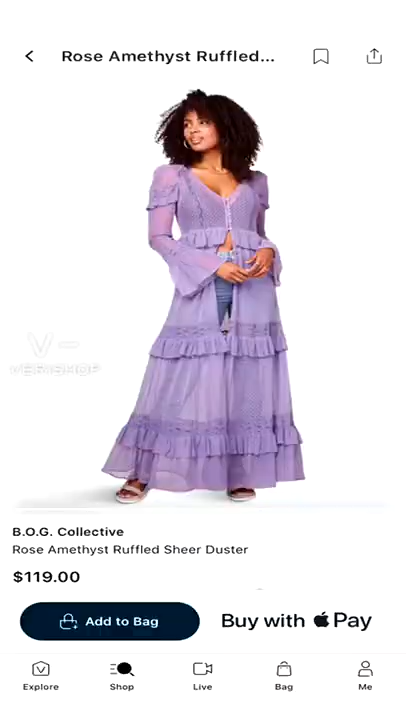 Rose Amethyst Ruffled...
VERISHOP
B.O.G. Collective
Rose Amethyst Ruffled Sheer Duster
$119.00
Add to Bag
Buy with Pay
Explore
Shop
Live
Bag
Me